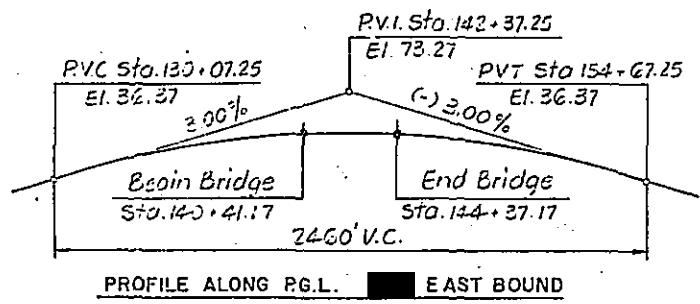 P.V.I. Sta. 142+37.25
El. 73.27
P.V.C Sta. 130+07.25
El. 36.37
PVT Sta 154+67.25
El. 36.37
3.00%
(-) 3.00%
Begin Bridge
Sta. 140+41.17
End Bridge
Sta. 144+37.17
2460' V.C.
PROFILE ALONG P.G.L. EAST BOUND